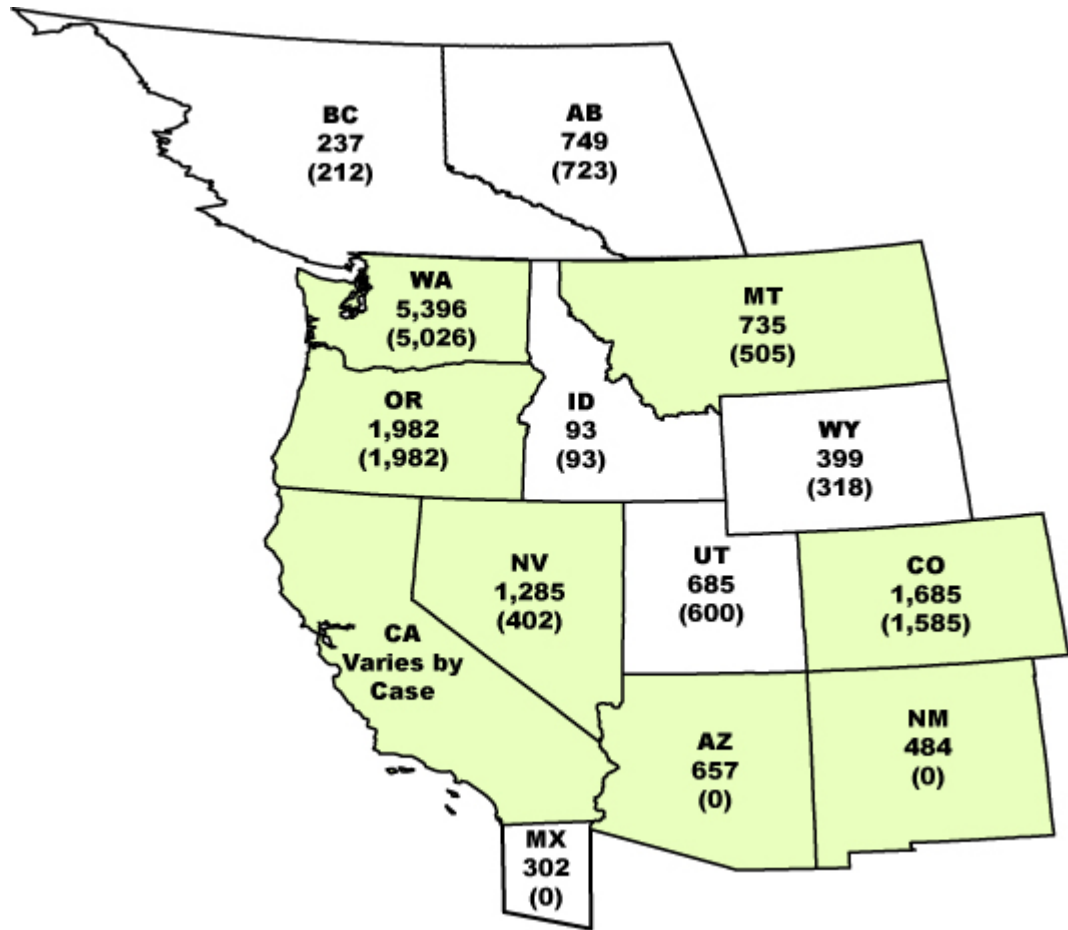 BC
237
(212)
AB
749
(723)
WA
5,396
(5,026)
MT
735
(505)
OR
1,982
(1,982)
ID
93
(93)
WY
399
(318)
NV
1,285
(402)
UT
685
(600)
CO
1,685
(1,585)
CA
Varies by
Case
AZ
657
(0)
NM
484
(0)
MX
302
(0)